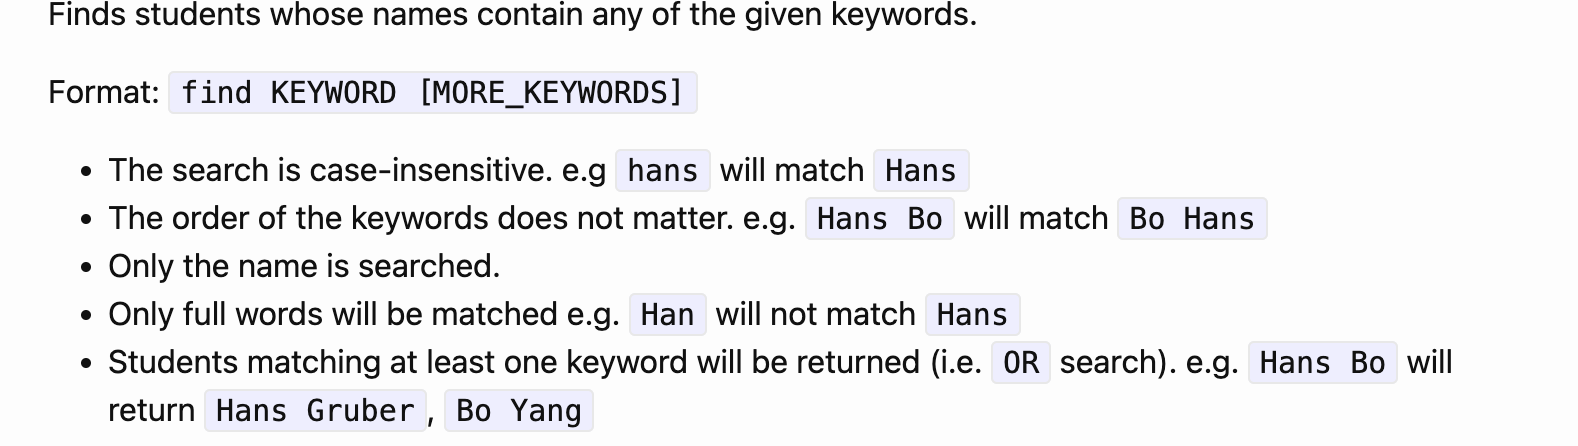 Finds students whose names contain any of the given keywords.
Format: find KEYWORD [MORE_KEYWORDS]
• The search is case-insensitive. e.g hans will match Hans
• The order of the keywords does not matter. e.g. Hans Bo will match Bo Hans
• Only the name is searched.
• Only full words will be matched e.g. Han will not match Hans
• Students matching at least one keyword will be returned (i.e. OR search). e.g. Hans Bo will
return Hans Gruber, Bo Yang